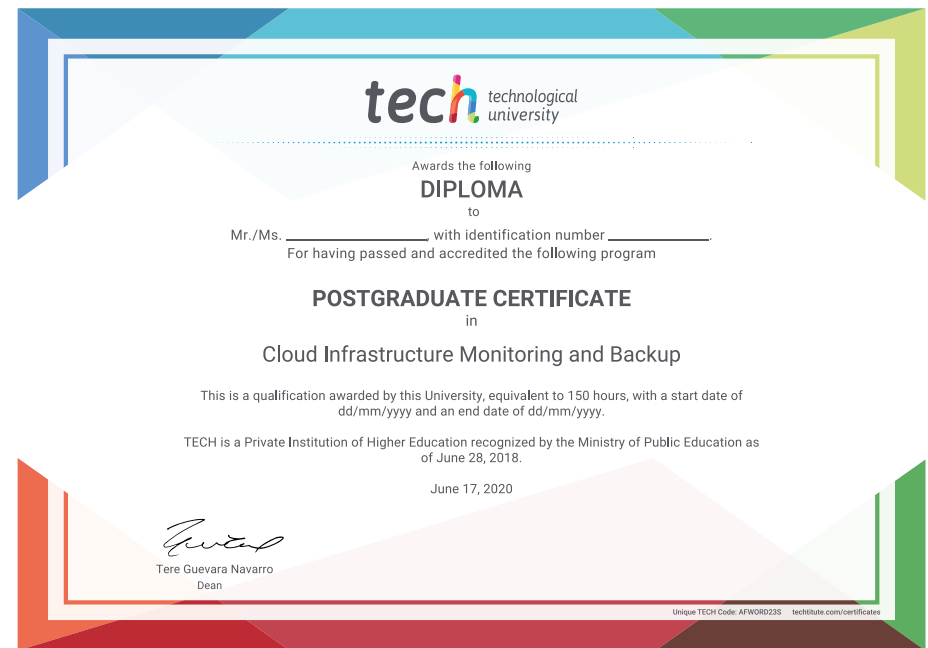 tech technological
university
Awards the following
DIPLOMA
to
Mr./Ms. ____________________, with identification number ______________.
For having passed and accredited the following program
POSTGRADUATE CERTIFICATE
in
Cloud Infrastructure Monitoring and Backup
This is a qualification awarded by this University, equivalent to 150 hours, with a start date of
dd/mm/yyyy and an end date of dd/mm/yyyy.
TECH is a Private Institution of Higher Education recognized by the Ministry of Public Education as
of June 28, 2018.
June 17, 2020
Tere Guevara Navarro
Dean
Unique TECH Code: AFWORD23S techtitute.com/certificates